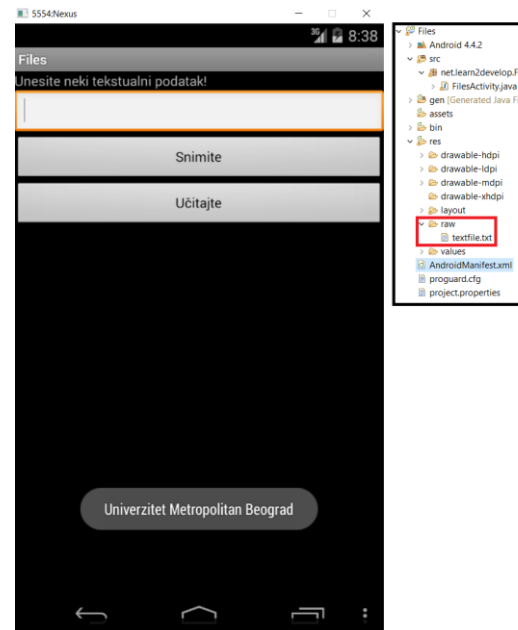 5554:Nexus
3G 8:38
Files
Unesite neki tekstualni podatak!
Snimite
Učitajte
Univerzitet Metropolitan Beograd
Files
Android 4.4.2
src
net.learn2develop.F
FilesActivity.java
gen [Generated Java F
assets
bin
res
drawable-hdpi
drawable-ldpi
drawable-mdpi
drawable-xhdpi
layout
raw
textfile.txt
values
AndroidManifest.xml
proguard.cfg
project.properties